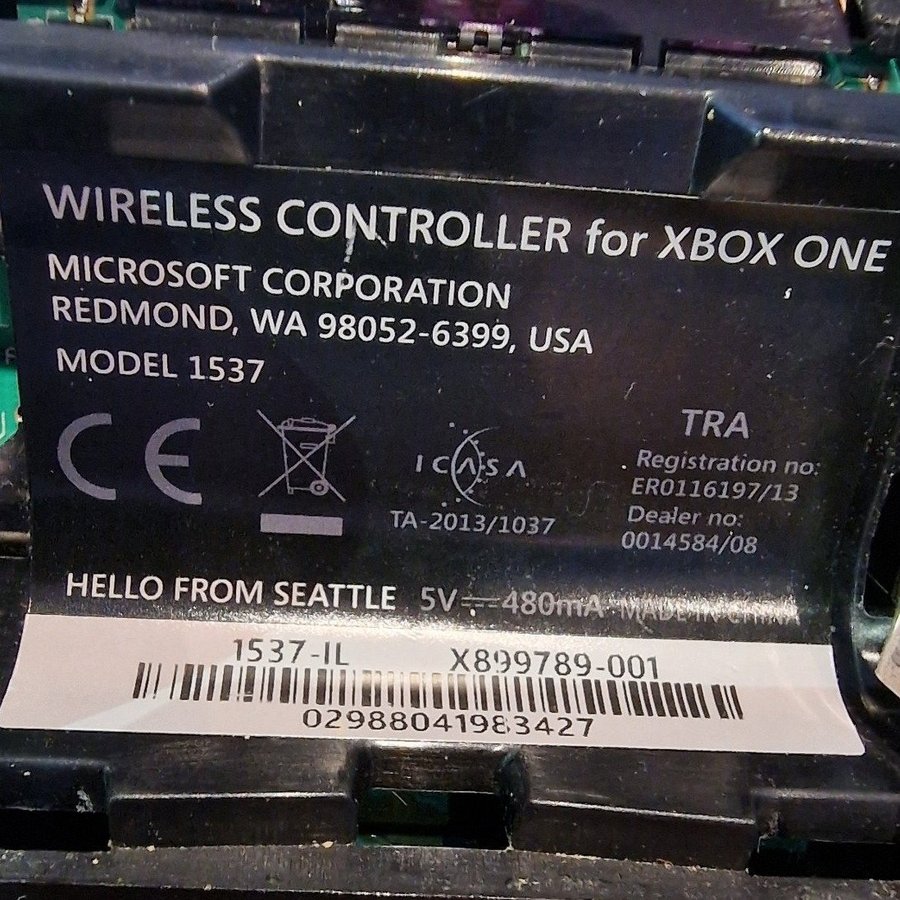 WIRELESS CONTROLLER for XBOX ONE
MICROSOFT CORPORATION
REDMOND, WA 98052-6399, USA
MODEL 1537
CE
ICASA
TA-2013/1037
TRA
Registration no:
ER0116197/13
Dealer no:
0014584/08
HELLO FROM SEATTLE 5V⎓480mA MADE IN CHINA
1537-IL X899789-001
02988041983427